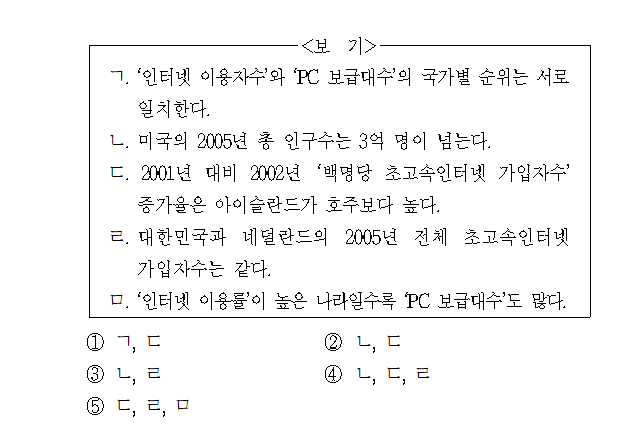 <보 기>
ㄱ. ‘인터넷 이용자수’와 ‘PC 보급대수’의 국가별 순위는 서로
일치한다.
ㄴ. 미국의 2005년 총 인구수는 3억 명이 넘는다.
ㄷ. 2001년 대비 2002년 ‘백명당 초고속인터넷 가입자수’
증가율은 아이슬란드가 호주보다 높다.
ㄹ. 대한민국과 네덜란드의 2005년 전체 초고속인터넷
가입자수는 같다.
ㅁ. ‘인터넷 이용률’이 높은 나라일수록 ‘PC 보급대수’도 많다.
① ㄱ, ㄷ ② ㄴ, ㄷ
③ ㄴ, ㄹ ④ ㄴ, ㄷ, ㄹ
⑤ ㄷ, ㄹ, ㅁ